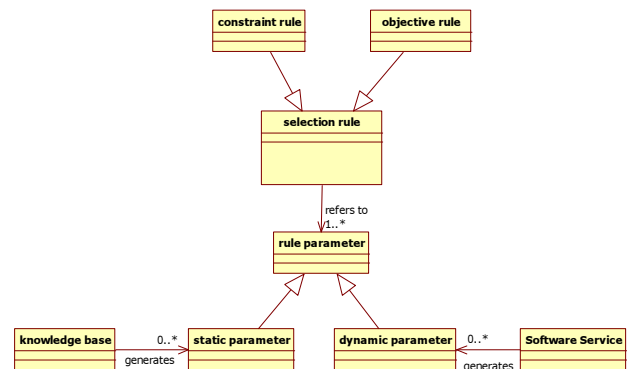 constraint rule
objective rule
selection rule
refers to
1..*
rule parameter
knowledge base
0..*
generates
static parameter
dynamic parameter
0..*
generates
Software Service